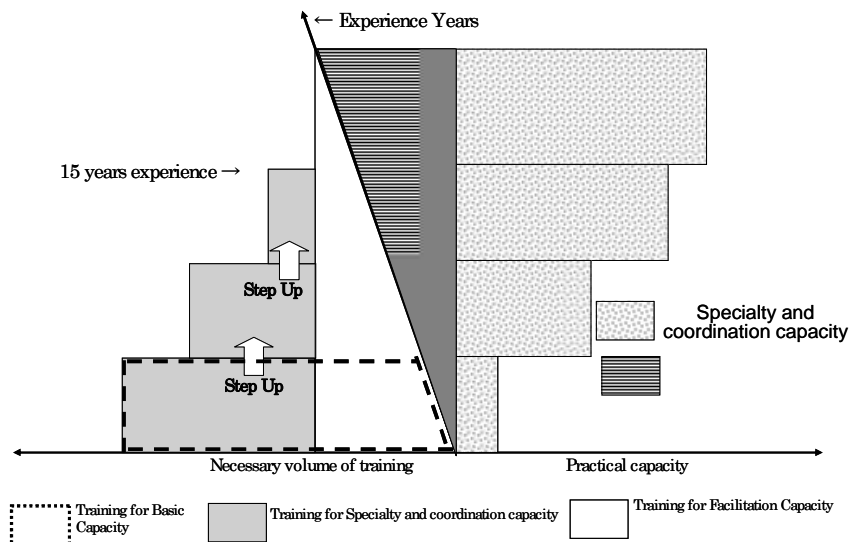 ← Experience Years
15 years experience →
Step Up
Specialty and
coordination capacity
Step Up
Necessary volume of training
Practical capacity
Training for Basic
Capacity
Training for Specialty and coordination capacity
Training for Facilitation Capacity